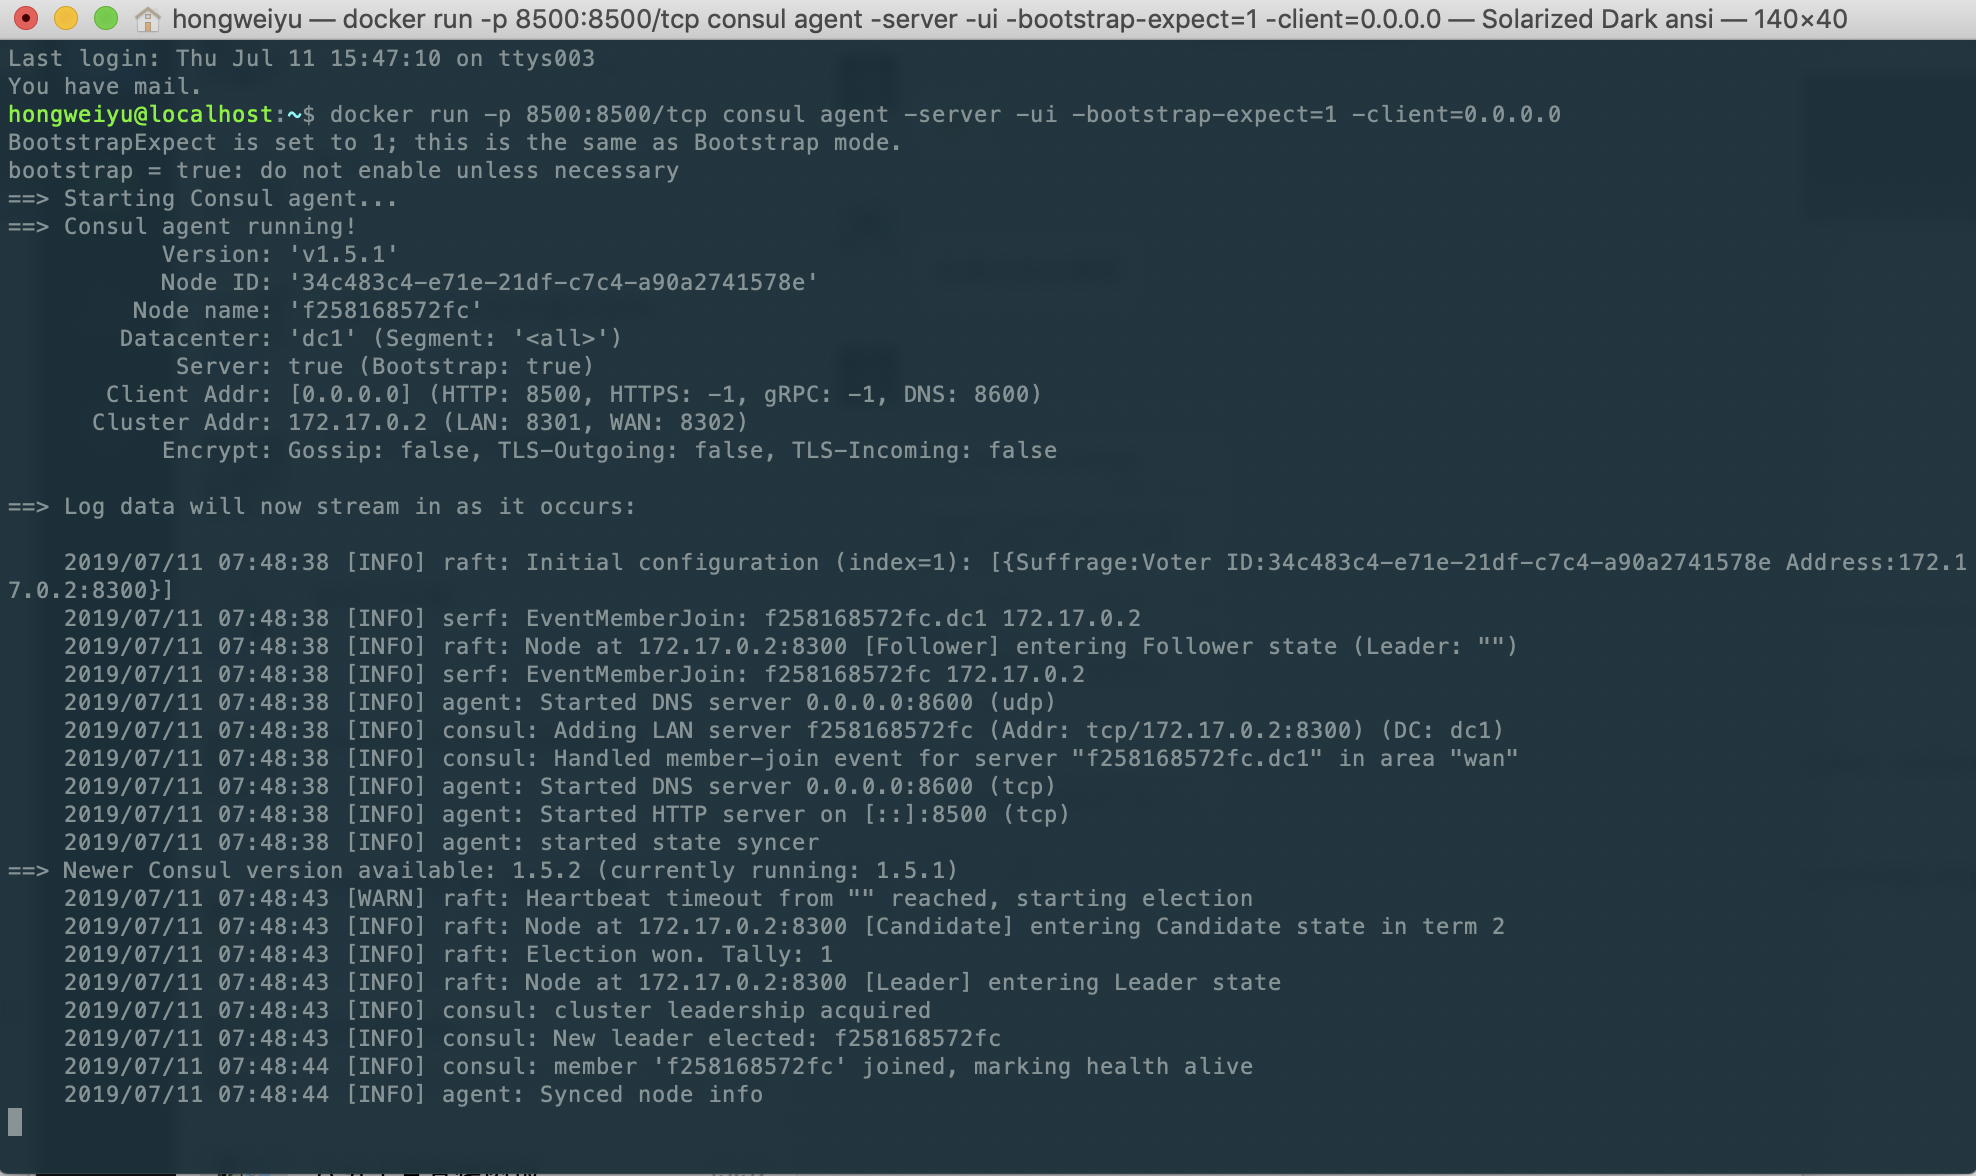 hongweiyu — docker run -p 8500:8500/tcp consul agent -server -ui -bootstrap-expect=1 -client=0.0.0.0 — Solarized Dark ansi — 140×40
Last login: Thu Jul 11 15:47:10 on ttys003
You have mail.
hongweiyu@localhost:~$ docker run -p 8500:8500/tcp consul agent -server -ui -bootstrap-expect=1 -client=0.0.0.0
BootstrapExpect is set to 1; this is the same as Bootstrap mode.
bootstrap = true: do not enable unless necessary
==> Starting Consul agent...
==> Consul agent running!
Version: 'v1.5.1'
Node ID: '34c483c4-e71e-21df-c7c4-a90a2741578e'
Node name: 'f258168572fc'
Datacenter: 'dc1' (Segment: '<all>')
Server: true (Bootstrap: true)
Client Addr: [0.0.0.0] (HTTP: 8500, HTTPS: -1, gRPC: -1, DNS: 8600)
Cluster Addr: 172.17.0.2 (LAN: 8301, WAN: 8302)
Encrypt: Gossip: false, TLS-Outgoing: false, TLS-Incoming: false
==> Log data will now stream in as it occurs:
2019/07/11 07:48:38 [INFO] raft: Initial configuration (index=1): [{Suffrage:Voter ID:34c483c4-e71e-21df-c7c4-a90a2741578e Address:172.1
7.0.2:8300}]
2019/07/11 07:48:38 [INFO] serf: EventMemberJoin: f258168572fc.dc1 172.17.0.2
2019/07/11 07:48:38 [INFO] raft: Node at 172.17.0.2:8300 [Follower] entering Follower state (Leader: "")
2019/07/11 07:48:38 [INFO] serf: EventMemberJoin: f258168572fc 172.17.0.2
2019/07/11 07:48:38 [INFO] agent: Started DNS server 0.0.0.0:8600 (udp)
2019/07/11 07:48:38 [INFO] consul: Adding LAN server f258168572fc (Addr: tcp/172.17.0.2:8300) (DC: dc1)
2019/07/11 07:48:38 [INFO] consul: Handled member-join event for server "f258168572fc.dc1" in area "wan"
2019/07/11 07:48:38 [INFO] agent: Started DNS server 0.0.0.0:8600 (tcp)
2019/07/11 07:48:38 [INFO] agent: Started HTTP server on [::]:8500 (tcp)
2019/07/11 07:48:38 [INFO] agent: started state syncer
==> Newer Consul version available: 1.5.2 (currently running: 1.5.1)
2019/07/11 07:48:43 [WARN] raft: Heartbeat timeout from "" reached, starting election
2019/07/11 07:48:43 [INFO] raft: Node at 172.17.0.2:8300 [Candidate] entering Candidate state in term 2
2019/07/11 07:48:43 [INFO] raft: Election won. Tally: 1
2019/07/11 07:48:43 [INFO] raft: Node at 172.17.0.2:8300 [Leader] entering Leader state
2019/07/11 07:48:43 [INFO] consul: cluster leadership acquired
2019/07/11 07:48:43 [INFO] consul: New leader elected: f258168572fc
2019/07/11 07:48:44 [INFO] consul: member 'f258168572fc' joined, marking health alive
2019/07/11 07:48:44 [INFO] agent: Synced node info